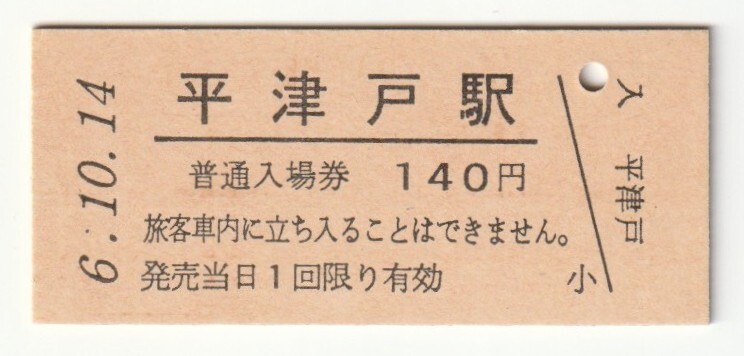 6.10.14
平津戸駅
普通入場券 140円
旅客車内に立ち入ることはできません。
発売当日1回限り有効
小
入 平津戸